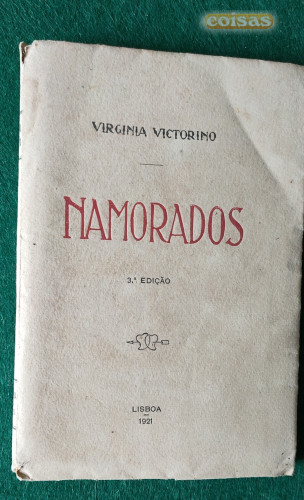 coisas
VIRGINIA VICTORINO
NAMORADOS
3.ª EDIÇÃO
LISBOA
1921